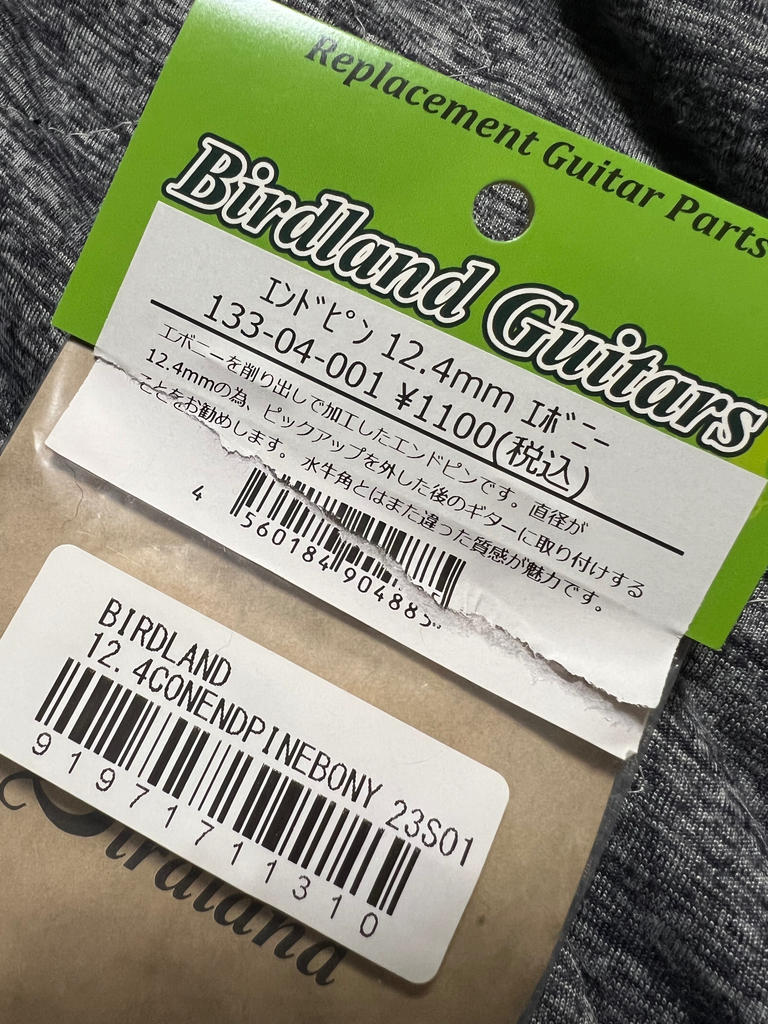 Replacement Guitar Parts
Birdland Guitars
ｴﾝﾄﾞﾋﾟﾝ 12.4mm ｴﾎﾞﾆｰ
133-04-001 ¥1100(税込)
エボニーを削り出しで加工したエンドピンです。直径が
12.4mmの為、ピックアップを外した後のギターに取り付けする
ことをお勧めします。 水牛角とはまた違った質感が魅力です。
4 560184 904885
BIRDLAND
12.4CONENDPINEBONY 23S01
91971711310
Birdland